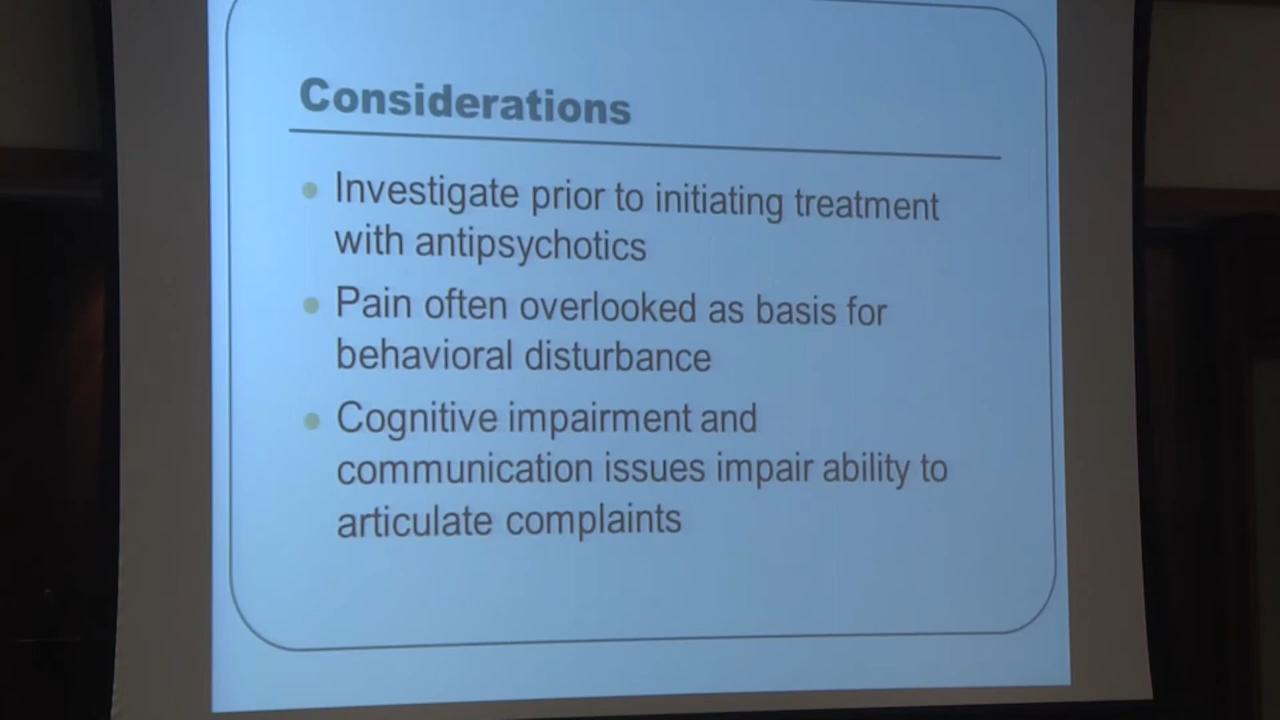 Considerations
Investigate prior to initiating treatment
with antipsychotics
Pain often overlooked as basis for
behavioral disturbance
Cognitive impairment and
communication issues impair ability to
articulate complaints